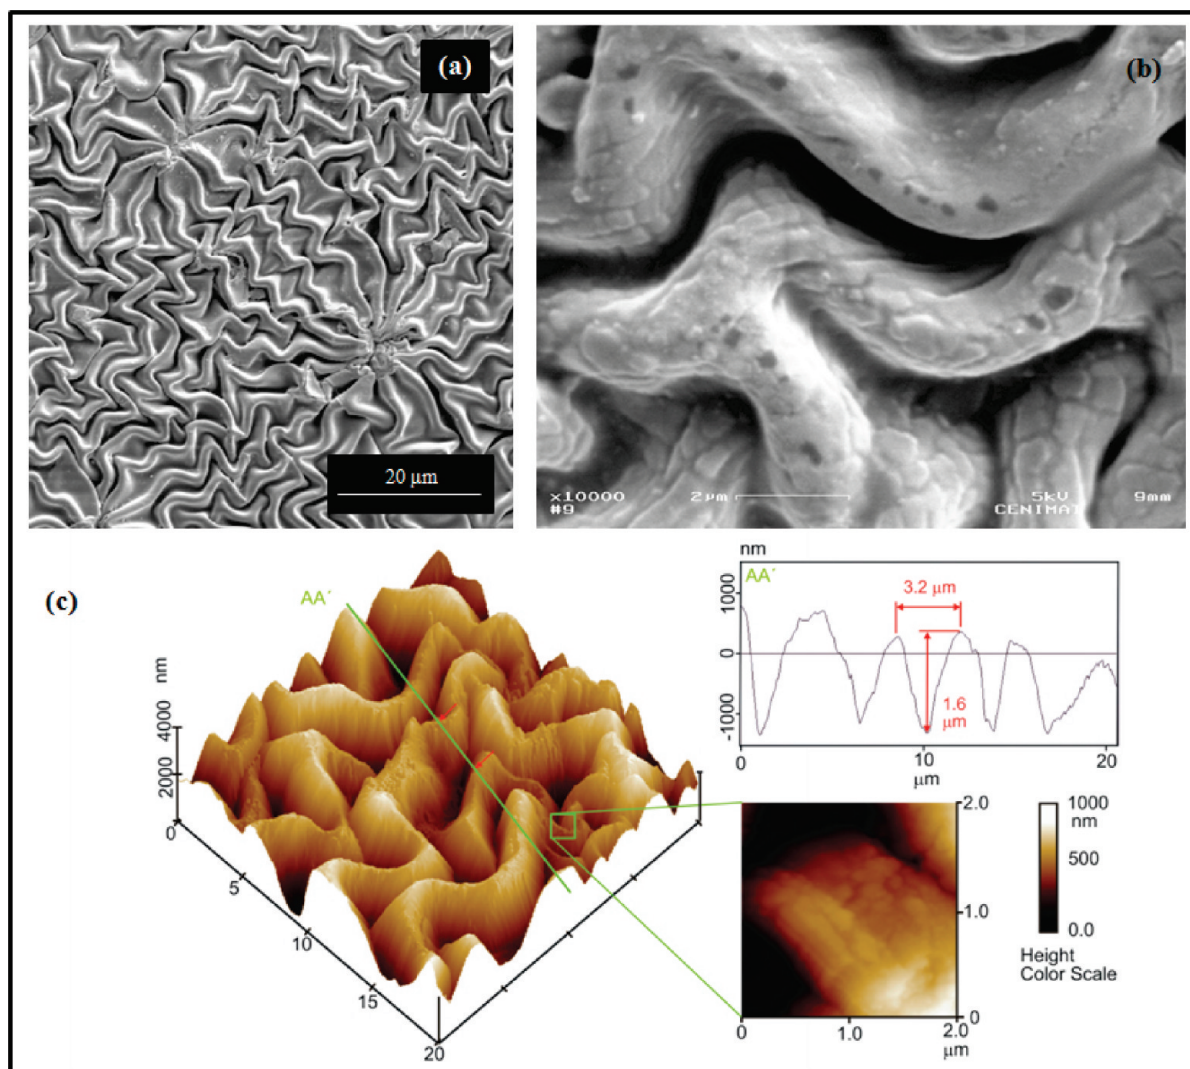 (a)
20 μm
(b)
x10000 2μm 5kV 9mm
#9 CENIMAT
(c)
AA´
nm
4000
2000
0
5
10
15
20
nm
AA´
1000
0
-1000
3.2 μm
1.6
μm
0 10 20
μm
2.0
1.0
0
0 1.0 2.0
μm
1000
nm
500
0.0
Height
Color Scale